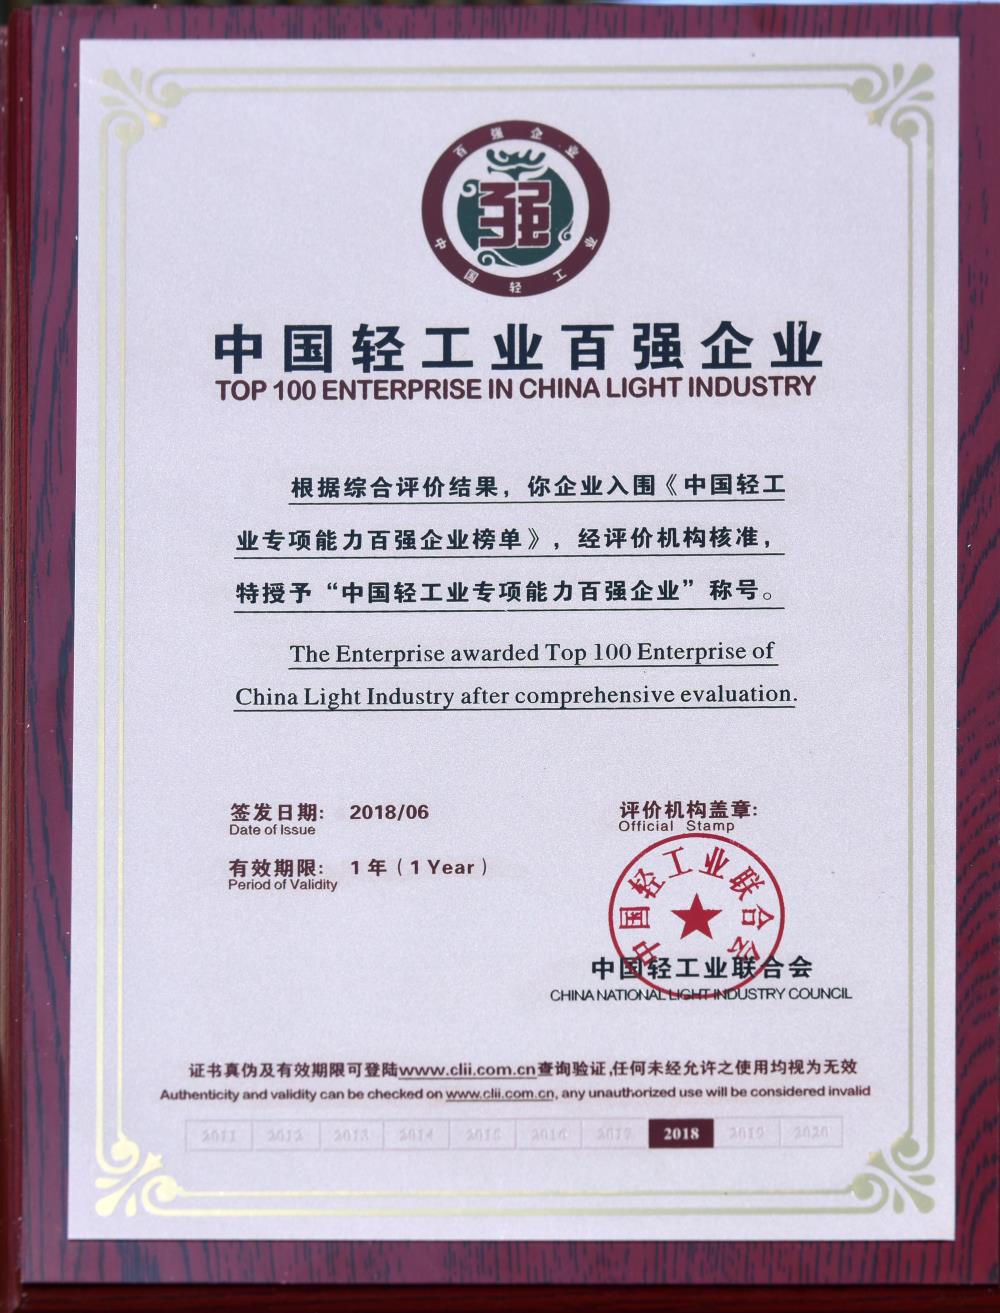 百强企业
强
中国轻工业
中国轻工业百强企业
TOP 100 ENTERPRISE IN CHINA LIGHT INDUSTRY
根据综合评价结果，你企业入围《中国轻工
业专项能力百强企业榜单》，经评价机构核准，
特授予“中国轻工业专项能力百强企业”称号。
The Enterprise awarded Top 100 Enterprise of
China Light Industry after comprehensive evaluation.
签发日期: 2018/06
Date of Issue
有效期限: 1 年（1 Year）
Period of Validity
评价机构盖章:
Official Stamp
中国轻工业联合会
中国轻工业联合会
CHINA NATIONAL LIGHT INDUSTRY COUNCIL
证书真伪及有效期限可登陆www.clii.com.cn查询验证,任何未经允许之使用均视为无效
Authenticity and validity can be checked on www.clii.com.cn, any unauthorized use will be considered invalid
2011 2012 2013 2014 2015 2016 2017 2018 2019 2020